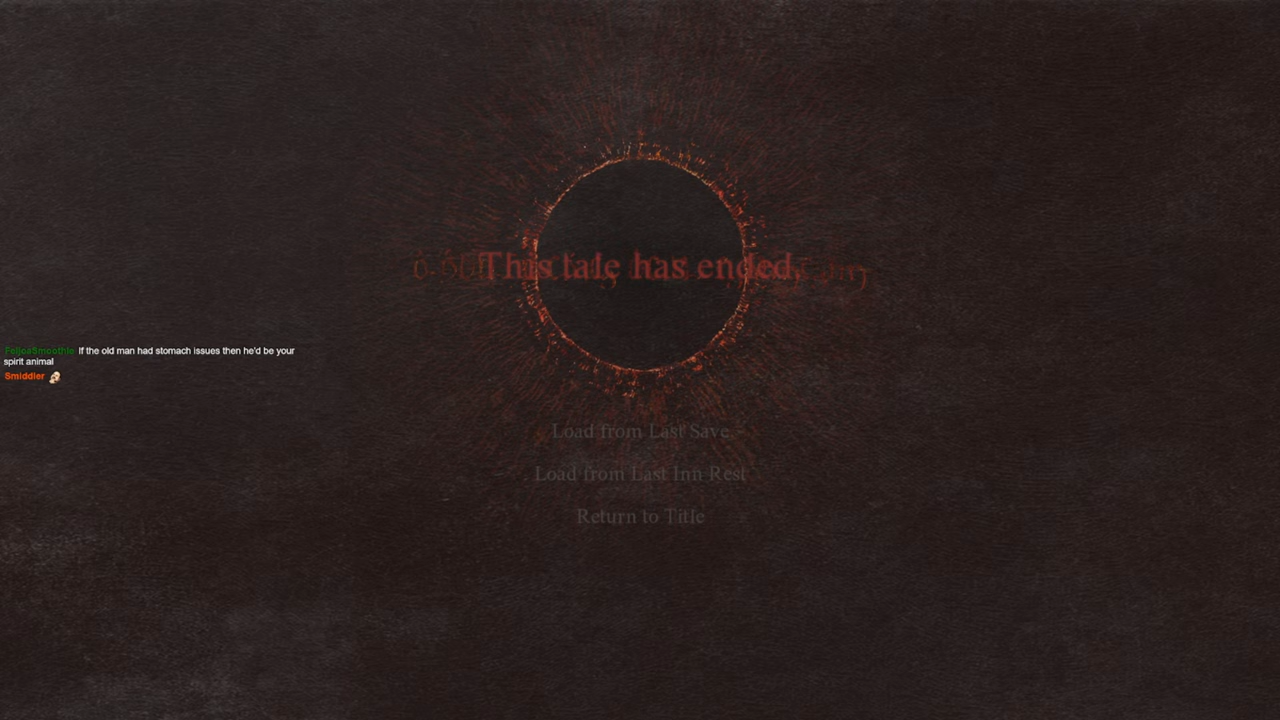 This tale has ended.
FeijoaSmoothie If the old man had stomach issues then he'd be your
spirit animal
Smiddler
Load from Last Save
Load from Last Inn Rest
Return to Title